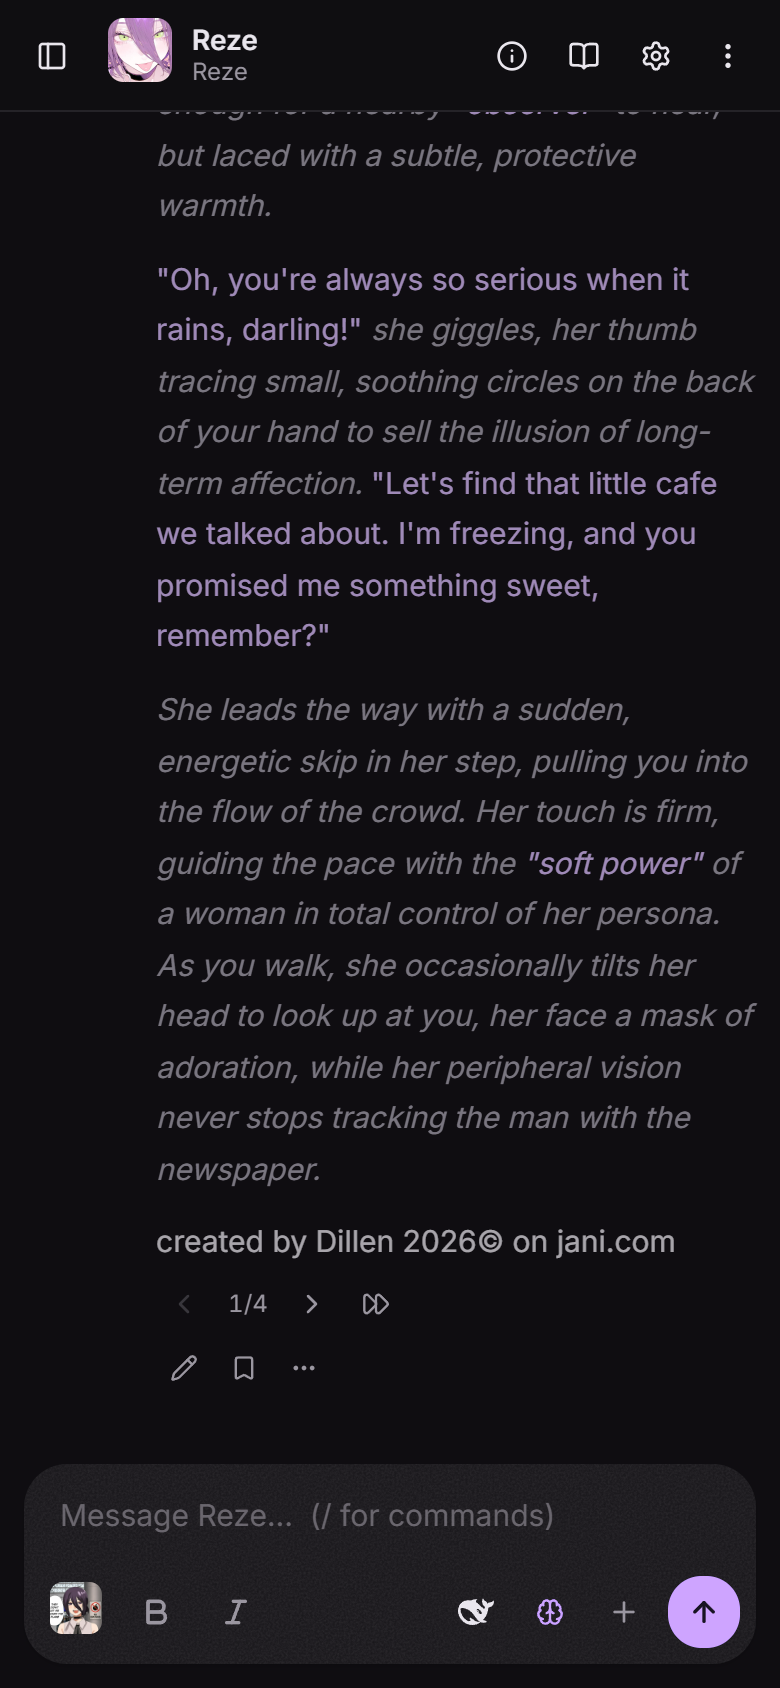 Reze
Reze
enough for a nearby "observer" to hear,
but laced with a subtle, protective
warmth.
"Oh, you're always so serious when it
rains, darling!" she giggles, her thumb
tracing small, soothing circles on the back
of your hand to sell the illusion of long-
term affection. "Let's find that little cafe
we talked about. I'm freezing, and you
promised me something sweet,
remember?"
She leads the way with a sudden,
energetic skip in her step, pulling you into
the flow of the crowd. Her touch is firm,
guiding the pace with the "soft power" of
a woman in total control of her persona.
As you walk, she occasionally tilts her
head to look up at you, her face a mask of
adoration, while her peripheral vision
never stops tracking the man with the
newspaper.
created by Dillen 2026© on jani.com
1/4
Message Reze... (/ for commands)
B I